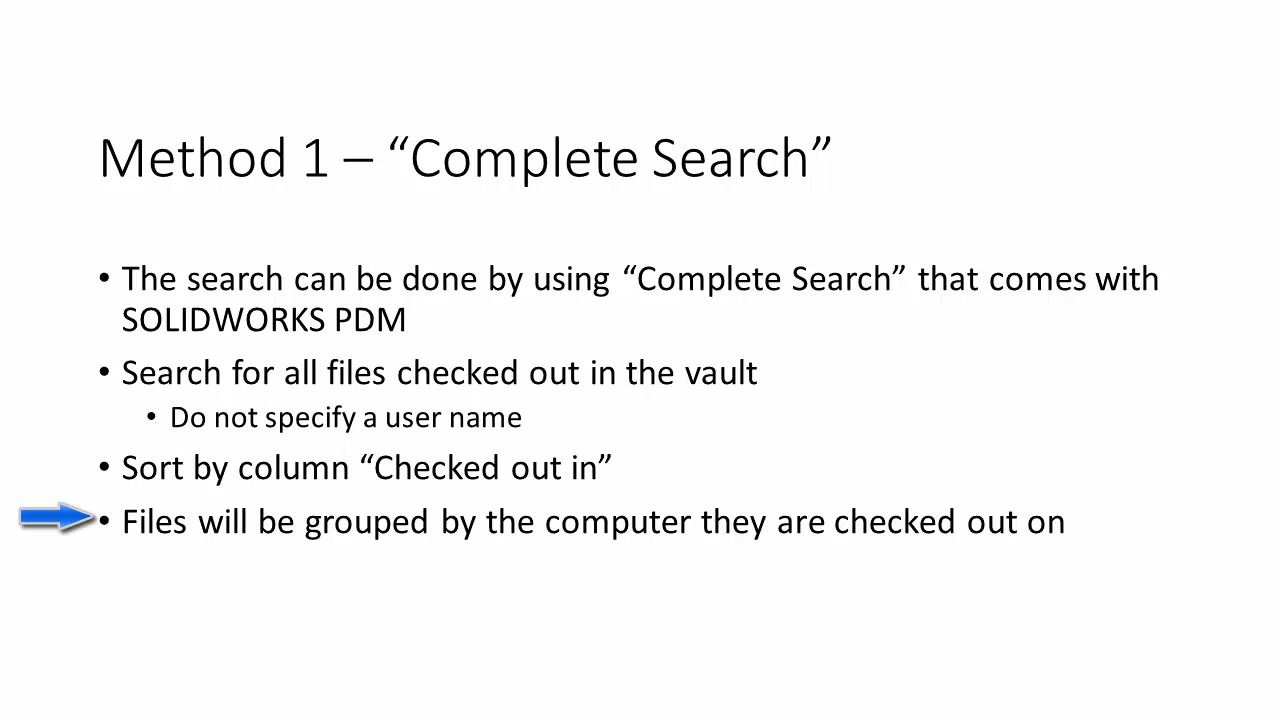 Method 1 – “Complete Search”
• The search can be done by using “Complete Search” that comes with
SOLIDWORKS PDM
• Search for all files checked out in the vault
• Do not specify a user name
• Sort by column “Checked out in”
• Files will be grouped by the computer they are checked out on